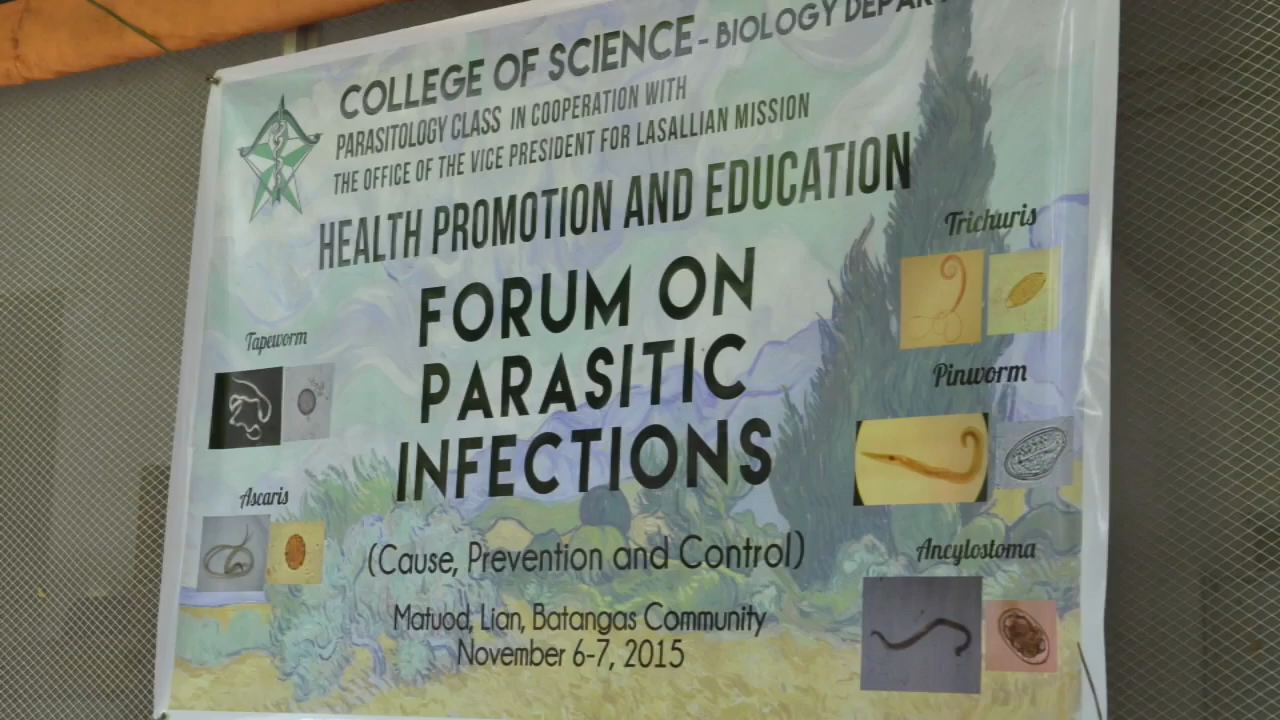 COLLEGE OF SCIENCE - BIOLOGY
PARASITOLOGY CLASS IN COOPERATION WITH
THE OFFICE OF THE VICE PRESIDENT FOR LASALLIAN MISSION
HEALTH PROMOTION AND EDUCATION
FORUM ON
PARASITIC
INFECTIONS
(Cause, Prevention and Control)
Matuod, Lian, Batangas Community
November 6-7, 2015
Tapeworm
Ascaris
Trichuris
Pinworm
Ancylostoma